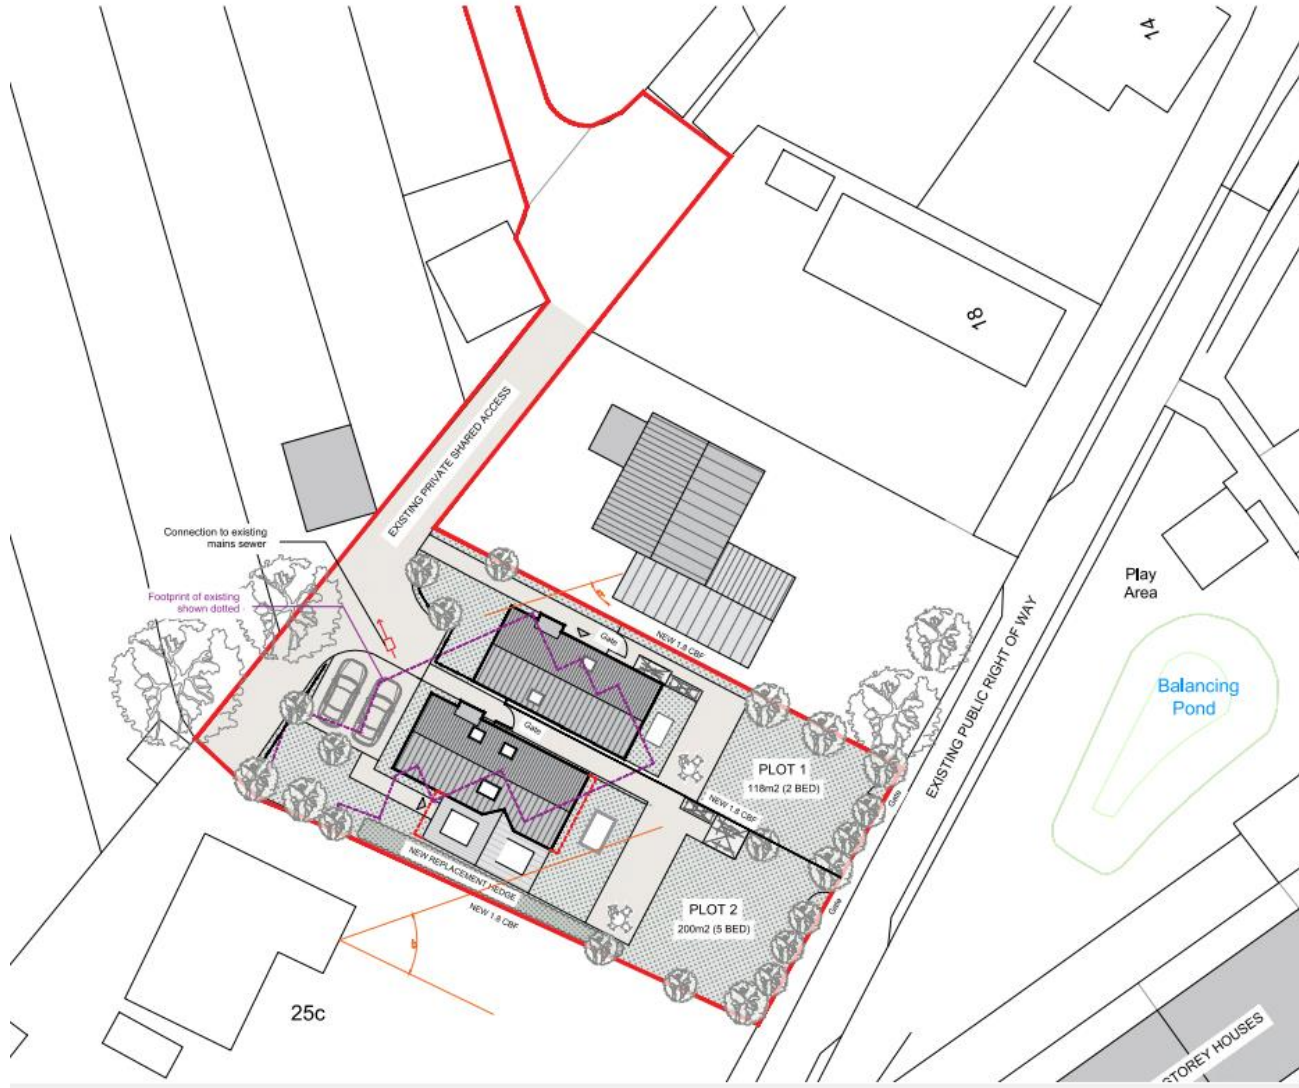 14
18
EXISTING PRIVATE SHARED ACCESS
Connection to existing
mains sewer
Footprint of existing
shown dotted
Play
Area
Balancing
Pond
EXISTING PUBLIC RIGHT OF WAY
Gate
NEW 1.8 CBF
Gate
PLOT 1
118m2 (2 BED)
NEW 1.8 CBF
Gate
NEW REPLACEMENT HEDGE
NEW 1.8 CBF
PLOT 2
200m2 (5 BED)
Gate
25c
STOREY HOUSES